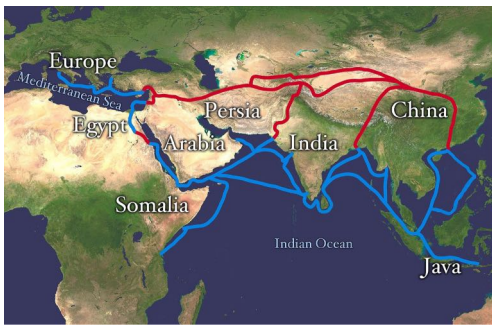 Europe
Mediterranean Sea
Persia
China
Egypt
Arabia
India
Somalia
Indian Ocean
Java